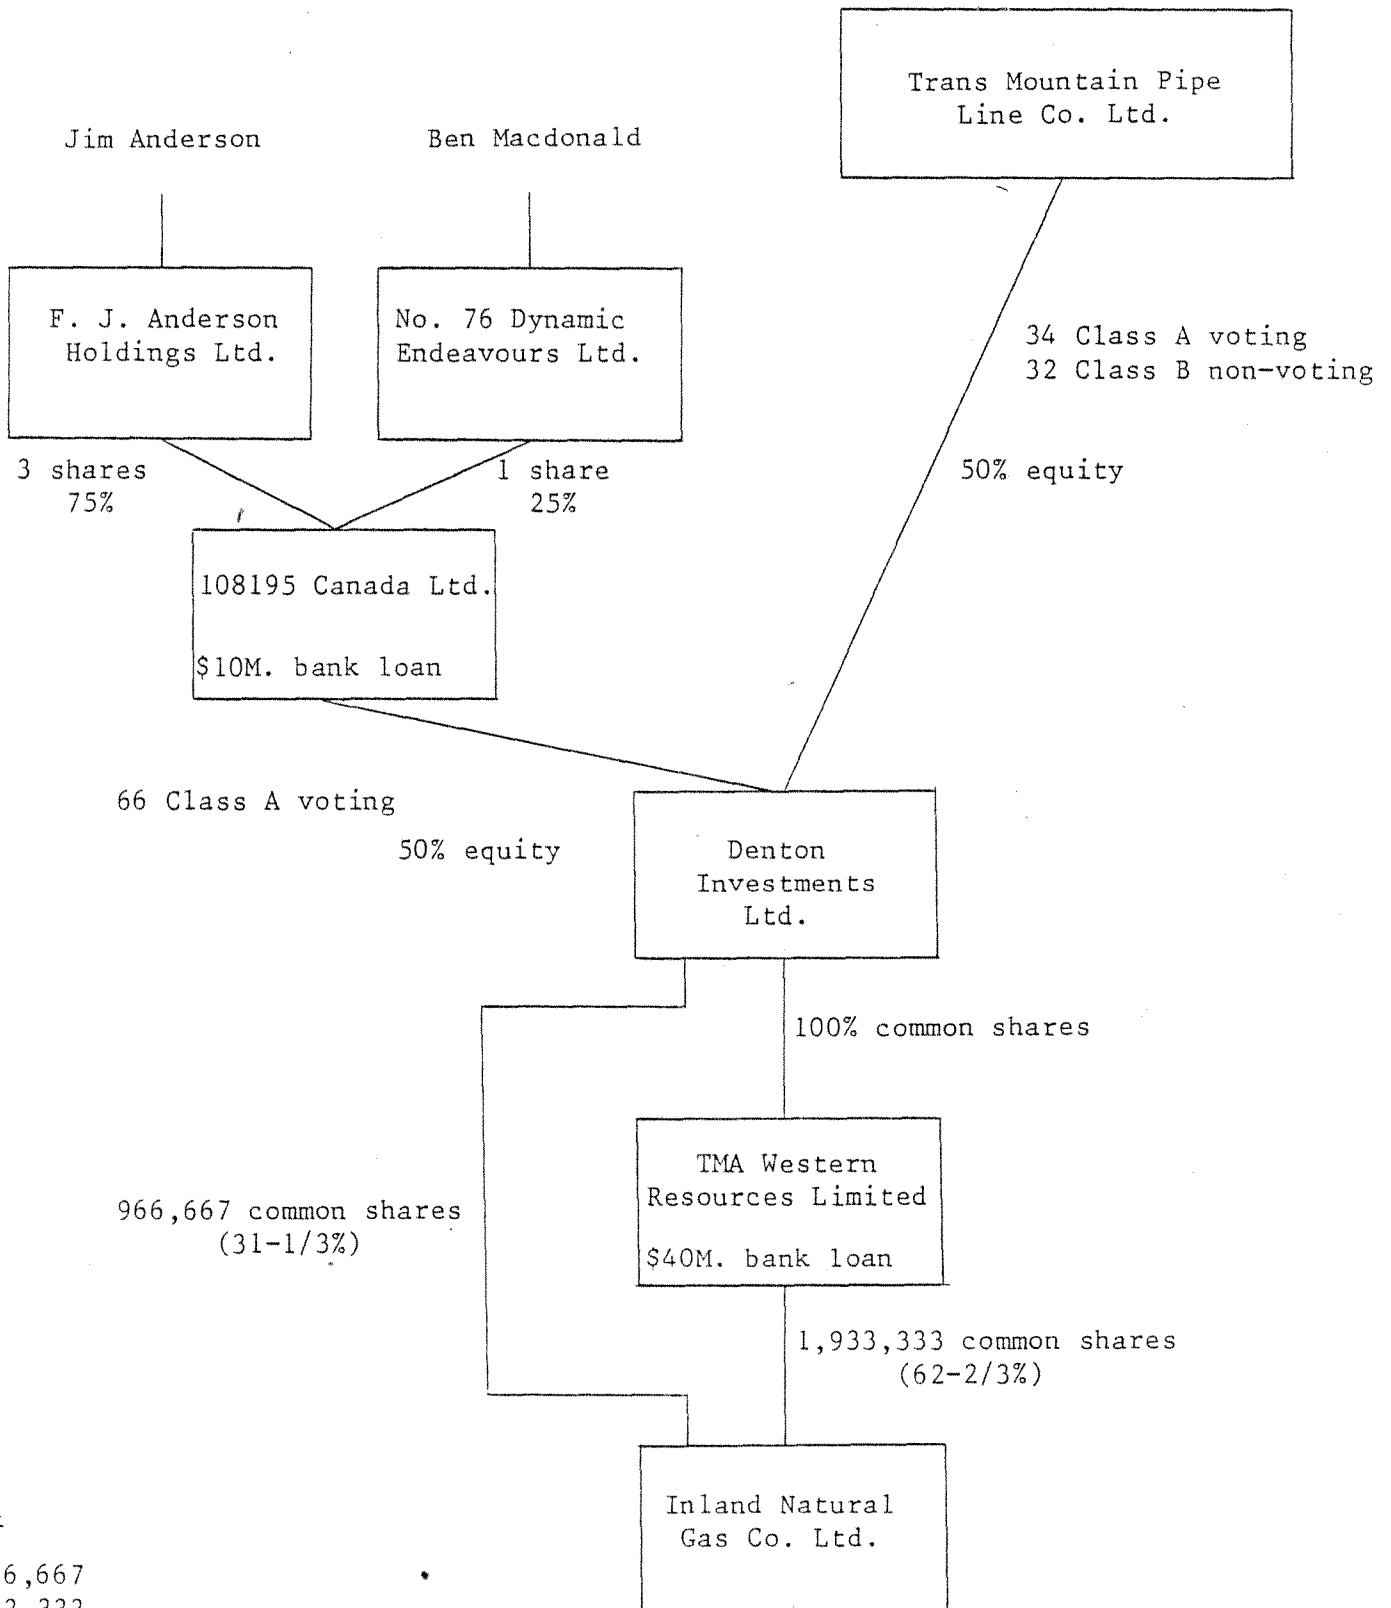 Trans Mountain Pipe
Line Co. Ltd.
Jim Anderson
Ben Macdonald
F. J. Anderson
Holdings Ltd.
No. 76 Dynamic
Endeavours Ltd.
34 Class A voting
32 Class B non-voting
3 shares
75%
1 share
25%
50% equity
108195 Canada Ltd.
$10M. bank loan
66 Class A voting
50% equity
Denton
Investments
Ltd.
100% common shares
TMA Western
Resources Limited
$40M. bank loan
966,667 common shares
(31-1/3%)
1,933,333 common shares
(62-2/3%)
Inland Natural
Gas Co. Ltd.
6,667